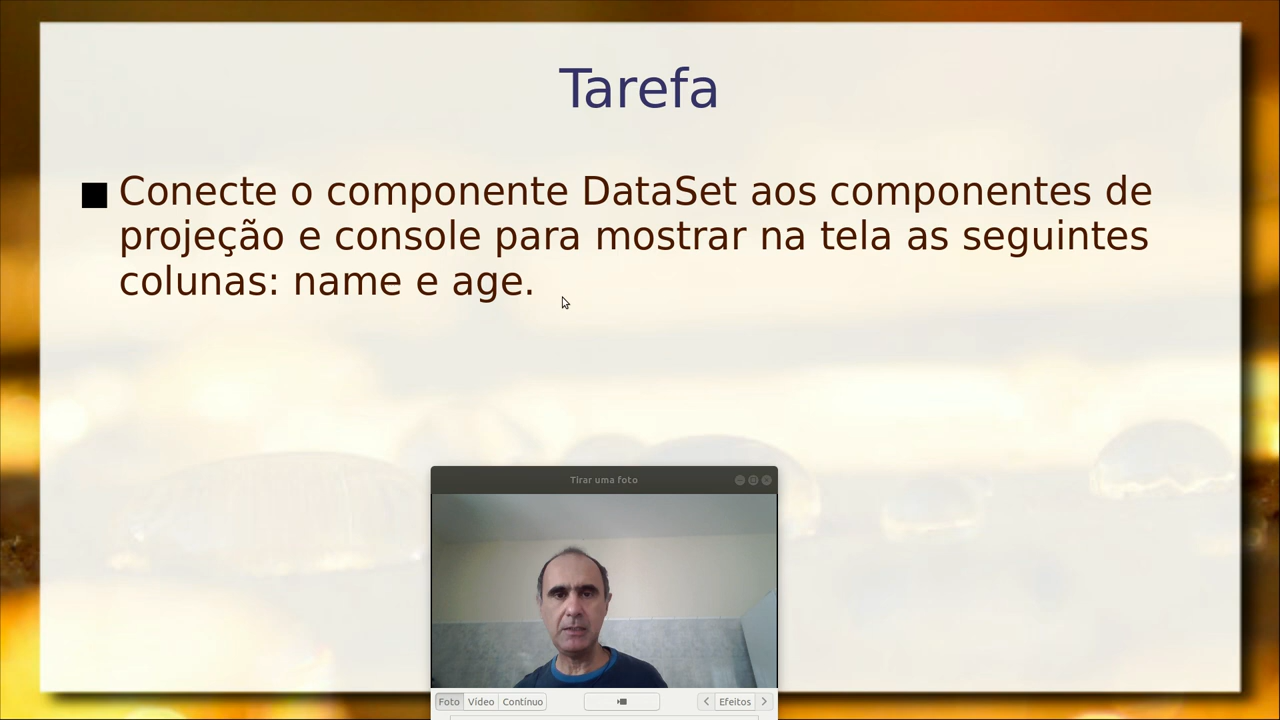 Tarefa
Conecte o componente DataSet aos componentes de
projeção e console para mostrar na tela as seguintes
colunas: name e age.
Tirar uma foto
Foto Vídeo Contínuo Efeitos